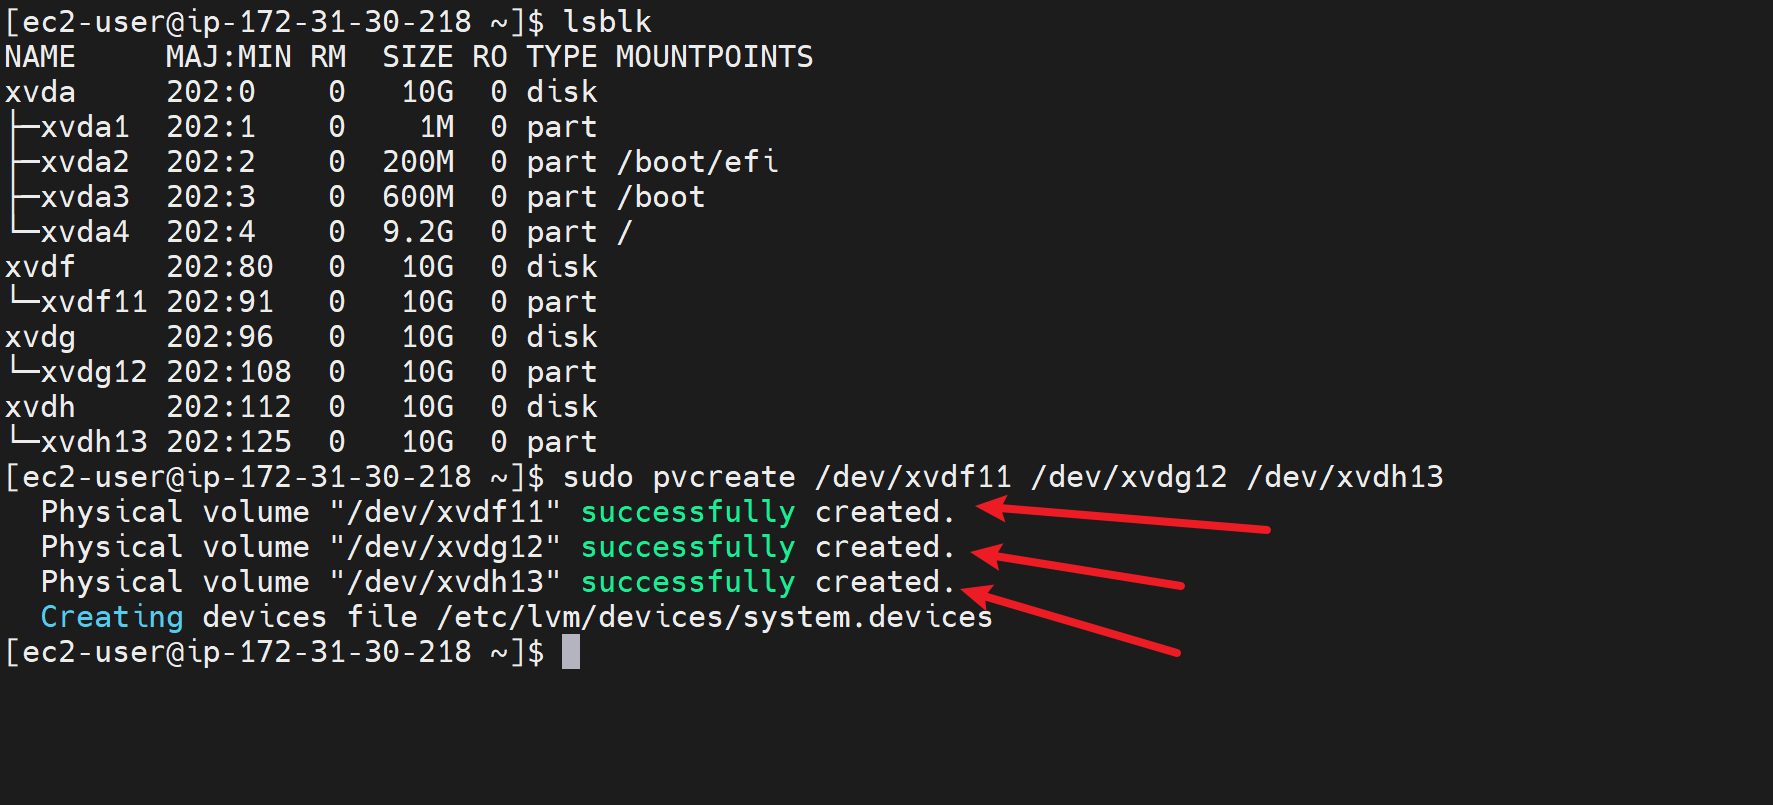 [ec2-user@ip-172-31-30-218 ~]$ lsblk
NAME     MAJ:MIN RM  SIZE RO TYPE MOUNTPOINTS
xvda     202:0    0   10G  0 disk
├─xvda1  202:1    0    1M  0 part
├─xvda2  202:2    0  200M  0 part /boot/efi
├─xvda3  202:3    0  600M  0 part /boot
└─xvda4  202:4    0  9.2G  0 part /
xvdf     202:80   0   10G  0 disk
└─xvdf11 202:91   0   10G  0 part
xvdg     202:96   0   10G  0 disk
└─xvdg12 202:108  0   10G  0 part
xvdh     202:112  0   10G  0 disk
└─xvdh13 202:125  0   10G  0 part
[ec2-user@ip-172-31-30-218 ~]$ sudo pvcreate /dev/xvdf11 /dev/xvdg12 /dev/xvdh13
  Physical volume "/dev/xvdf11" successfully created.
  Physical volume "/dev/xvdg12" successfully created.
  Physical volume "/dev/xvdh13" successfully created.
  Creating devices file /etc/lvm/devices/system.devices
[ec2-user@ip-172-31-30-218 ~]$